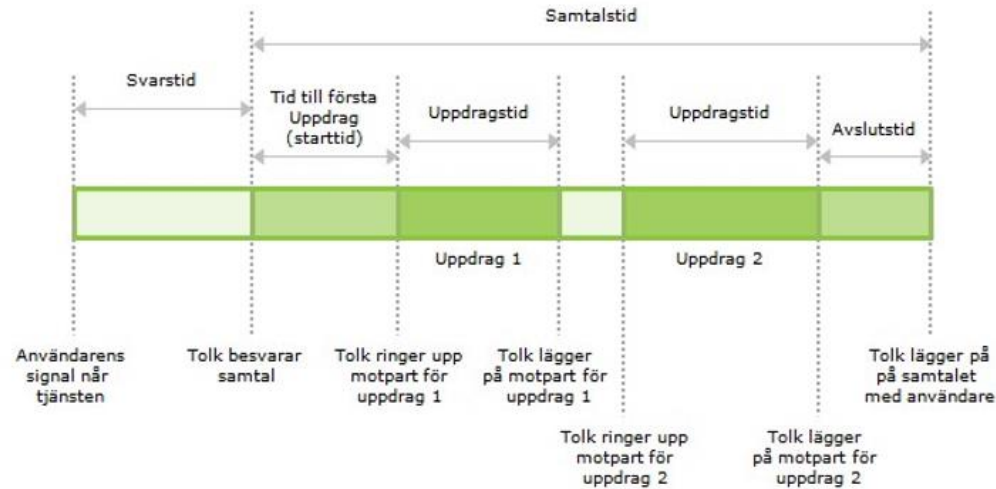 Samtalstid
Svarstid
Tid till första
Uppdrag
(starttid)
Uppdragstid
Uppdragstid
Avslutstid
Uppdrag 1
Uppdrag 2
Användarens
signal når
tjänsten
Tolk besvarar
samtal
Tolk ringer upp
motpart för
uppdrag 1
Tolk lägger
på motpart för
uppdrag 1
Tolk lägger på
på samtalet
med användare
Tolk ringer upp
motpart för
uppdrag 2
Tolk lägger
på motpart för
uppdrag 2